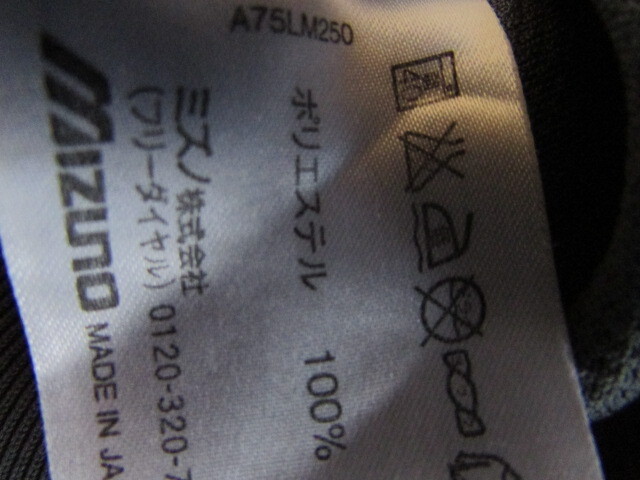 A75LM250
ポリエステル 100%
ミズノ株式会社
(フリーダイヤル) 0120-320-7
MIZUNO MADE IN JA